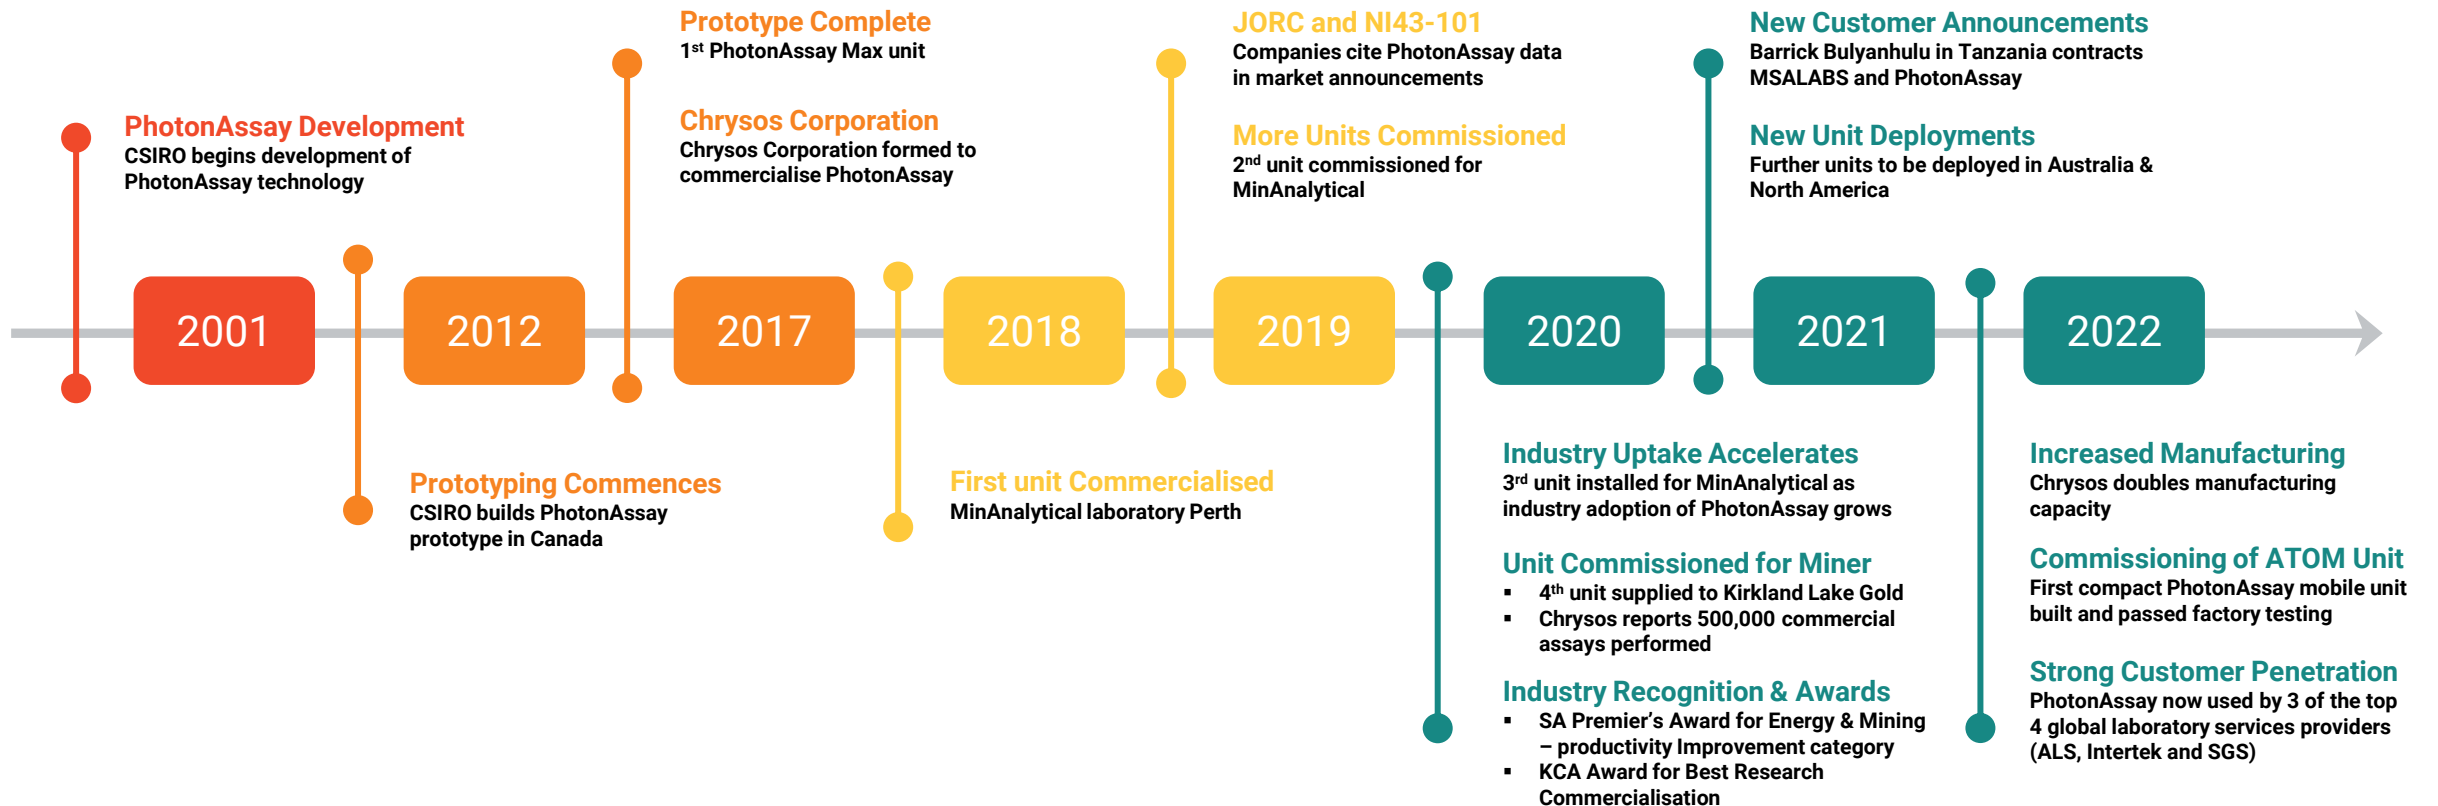 PhotonAssay Development
CSIRO begins development of
PhotonAssay technology
Prototype Complete
1st PhotonAssay Max unit
Chrysos Corporation
Chrysos Corporation formed to
commercialise PhotonAssay
JORC and NI43-101
Companies cite PhotonAssay data
in market announcements
More Units Commissioned
2nd unit commissioned for
MinAnalytical
New Customer Announcements
Barrick Bulyanhulu in Tanzania contracts
MSALABS and PhotonAssay
New Unit Deployments
Further units to be deployed in Australia &
North America
2001
2012
2017
2018
2019
2020
2021
2022
Prototyping Commences
CSIRO builds PhotonAssay
prototype in Canada
First unit Commercialised
MinAnalytical laboratory Perth
Industry Uptake Accelerates
3rd unit installed for MinAnalytical as
industry adoption of PhotonAssay grows
Unit Commissioned for Miner
▪ 4th unit supplied to Kirkland Lake Gold
▪ Chrysos reports 500,000 commercial
assays performed
Industry Recognition & Awards
▪ SA Premier’s Award for Energy & Mining
– productivity Improvement category
▪ KCA Award for Best Research
Commercialisation
Increased Manufacturing
Chrysos doubles manufacturing
capacity
Commissioning of ATOM Unit
First compact PhotonAssay mobile unit
built and passed factory testing
Strong Customer Penetration
PhotonAssay now used by 3 of the top
4 global laboratory services providers
(ALS, Intertek and SGS)